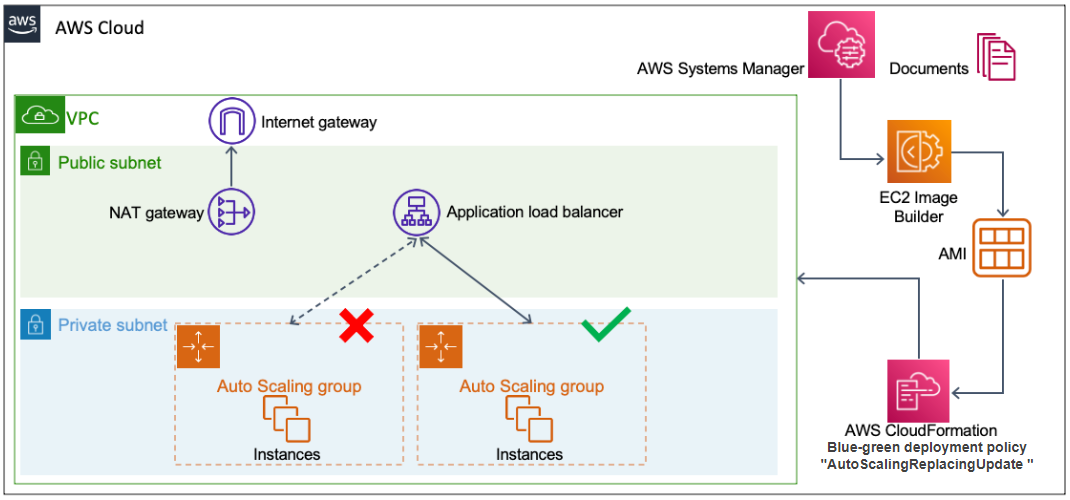 aws
AWS Cloud
AWS Systems Manager
Documents
VPC
Internet gateway
Public subnet
NAT gateway
Application load balancer
EC2 Image
Builder
AMI
Private subnet
Auto Scaling group
Instances
Auto Scaling group
Instances
AWS CloudFormation
Blue-green deployment policy
"AutoScalingReplacingUpdate "